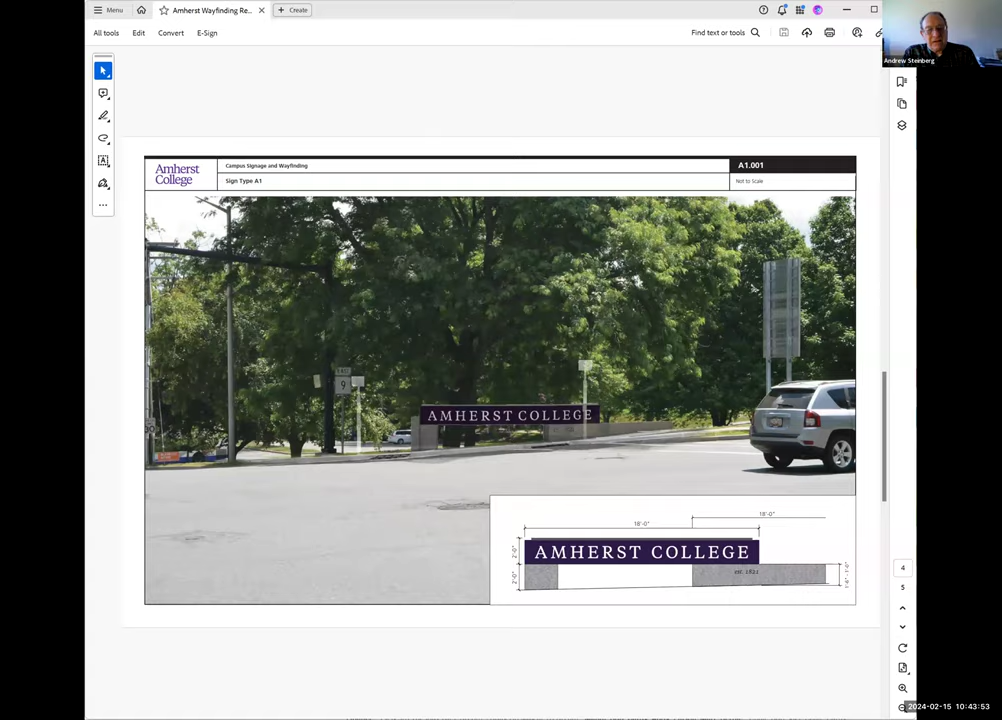 Menu
Amherst Wayfinding Re...
Create
All tools
Edit
Convert
E-Sign
Find text or tools
Andrew Steinberg
Amherst
College
Campus Signage and Wayfinding
Sign Type A1
A1.001
Not to Scale
9
AMHERST COLLEGE
18'-0"
18'-0"
2'-0"
AMHERST COLLEGE
2'-0"
est. 1821
4
5
2024-02-15 10:43:53